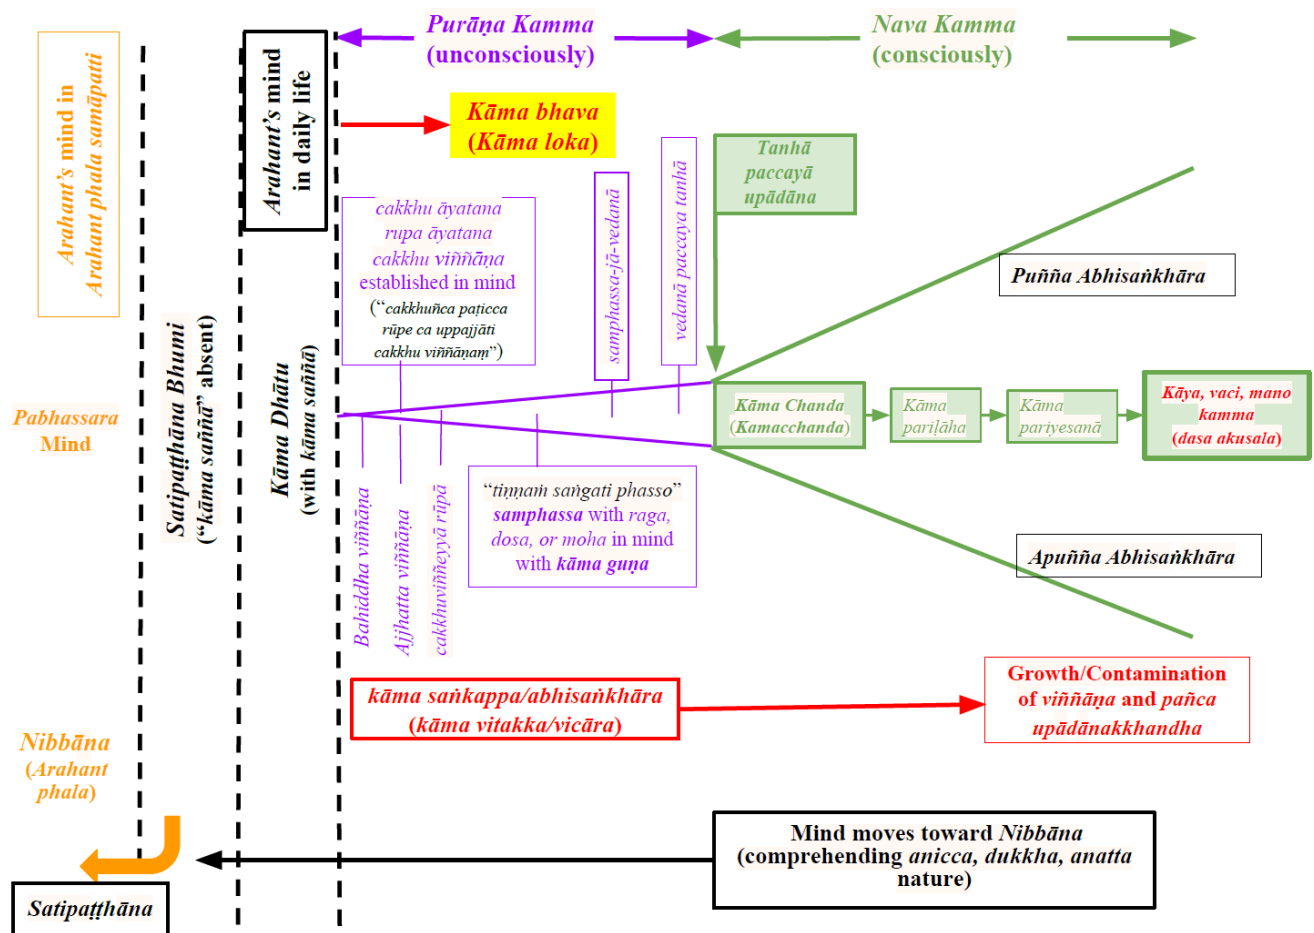 Purāṇa Kamma
(unconsciously)
Nava Kamma
(consciously)
Arahant's mind in
Arahant phala samāpatti
Arahant's mind
in daily life
Kāma bhava
(Kāma loka)
Tanhā
paccayā
upādāna
cakkhu āyatana
rupa āyatana
cakkhu viññāṇa
established in mind
("cakkhuñca paṭicca
rūpe ca uppajjāti
cakkhu viññāṇaṃ")
samphassa-jā-vedanā
vedanā paccaya tanhā
Puñña Abhisaṅkhāra
Pabhassara
Mind
Satipaṭṭhāna Bhumi
("kāma saññā" absent)
Kāma Dhātu
(with kāma saññā)
Kāma Chanda
(Kamacchanda)
Kāma
pariḷāha
Kāma
pariyesanā
Kāya, vaci, mono
kamma
(dasa akusala)
Bahiddha viññāṇa
Ajjhatta viññāṇa
cakkhuviññeyyā rūpā
"tiṇṇaṁ saṅgati phasso"
samphassa with raga,
dosa, or moha in mind
with kāma guṇa
Apuñña Abhisaṅkhāra
kāma saṅkappa/abhisaṅkhāra
(kāma vitakka/vicāra)
Growth/Contamination
of viññāṇa and pañca
upādānakkhandha
Nibbāna
(Arahant
phala)
Mind moves toward Nibbāna
(comprehending anicca, dukkha, anatta
nature)
Satipaṭṭhāna